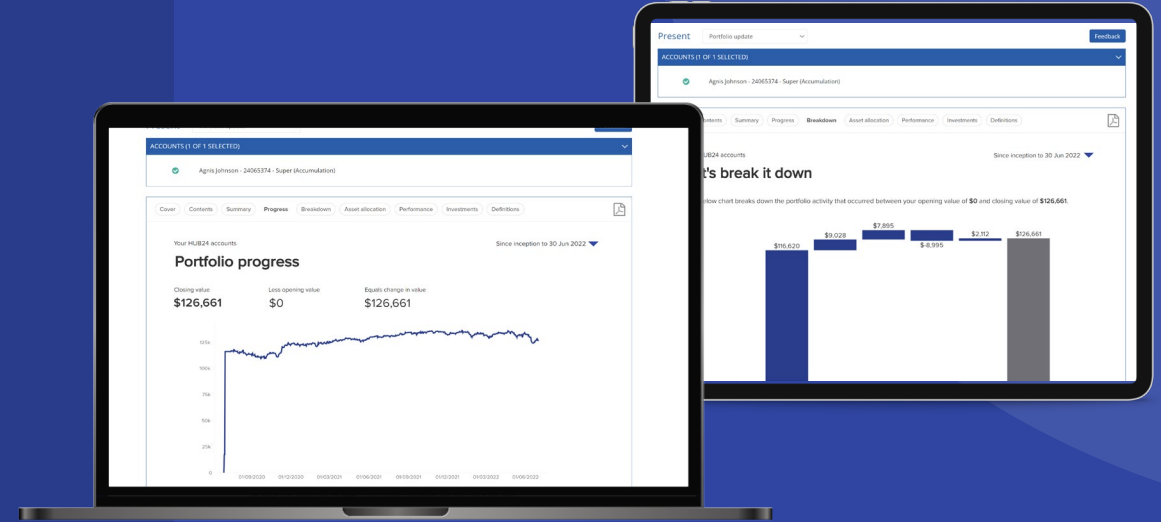 ACCOUNTS (1 OF 1 SELECTED)
Agnis Johnson - 24065374 - Super (Accumulation)
Cover Contents Summary Progress Breakdown Asset allocation Performance Investments Definitions
Your HUB24 accounts
Since inception to 30 Jun 2022
Portfolio progress
Closing value Less opening value Equals change in value
$126,661 $0 $126,661
125k
100k
75k
50k
25k
0
01/09/2020 01/12/2020 01/03/2021 01/06/2021 01/09/2021 01/12/2021 01/03/2022 01/06/2022
Present Portfolio update Feedback
ACCOUNTS (1 OF 1 SELECTED)
Agnis Johnson - 24065374 - Super (Accumulation)
ntents Summary Progress Breakdown Asset allocation Performance Investments Definitions
UB24 accounts
Since inception to 30 Jun 2022
t's break it down
elow chart breaks down the portfolio activity that occurred between your opening value of $0 and closing value of $126,661.
$116,620 $9,028 $7,895 $-8,995 $2,112 $126,661